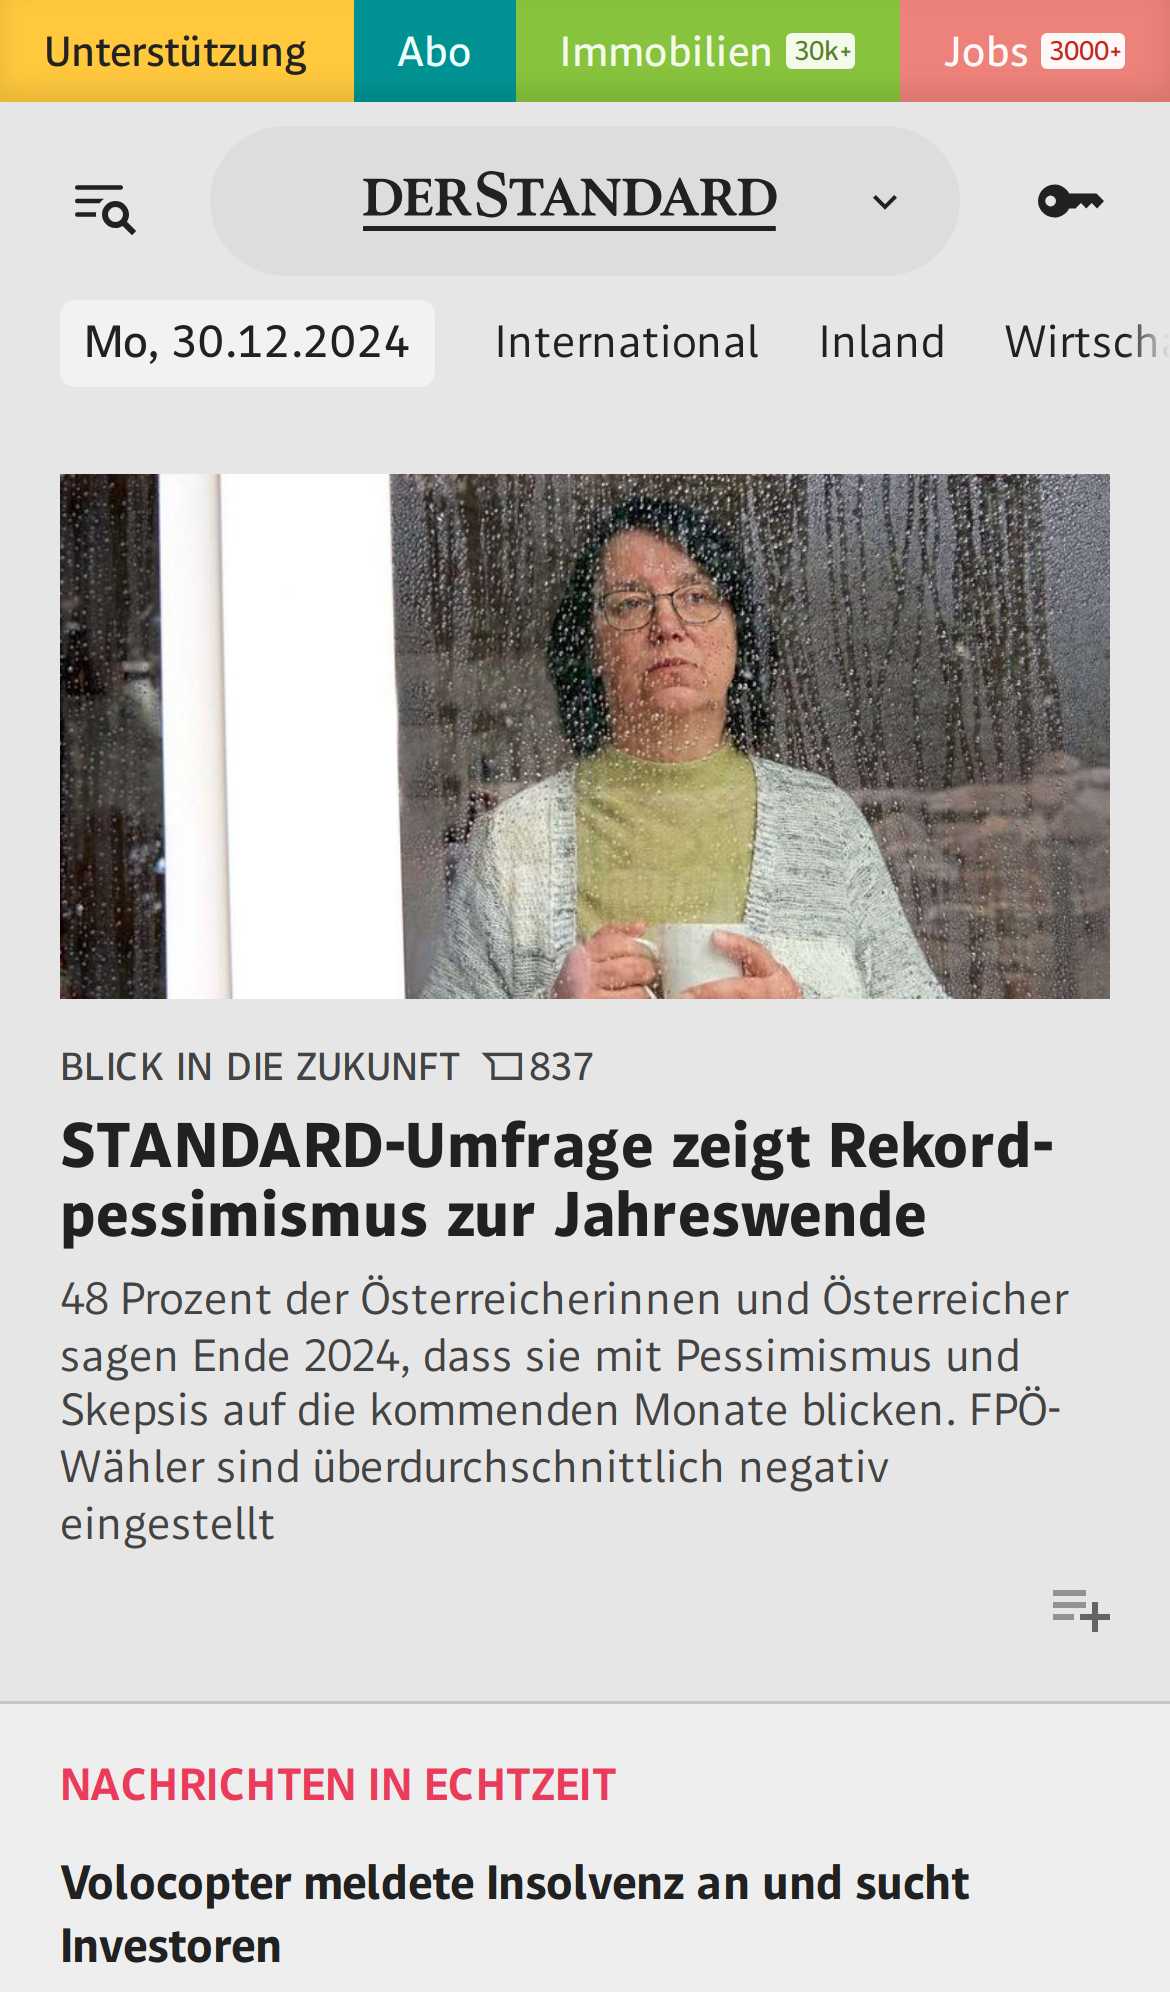 Unterstützung
Abo
Immobilien 30k+
Jobs 3000+
DERSTANDARD
Mo, 30.12.2024
International
Inland
Wirtscha
BLICK IN DIE ZUKUNFT 837
STANDARD-Umfrage zeigt Rekord-
pessimismus zur Jahreswende
48 Prozent der Österreicherinnen und Österreicher
sagen Ende 2024, dass sie mit Pessimismus und
Skepsis auf die kommenden Monate blicken. FPÖ-
Wähler sind überdurchschnittlich negativ
eingestellt
NACHRICHTEN IN ECHTZEIT
Volocopter meldete Insolvenz an und sucht
Investoren